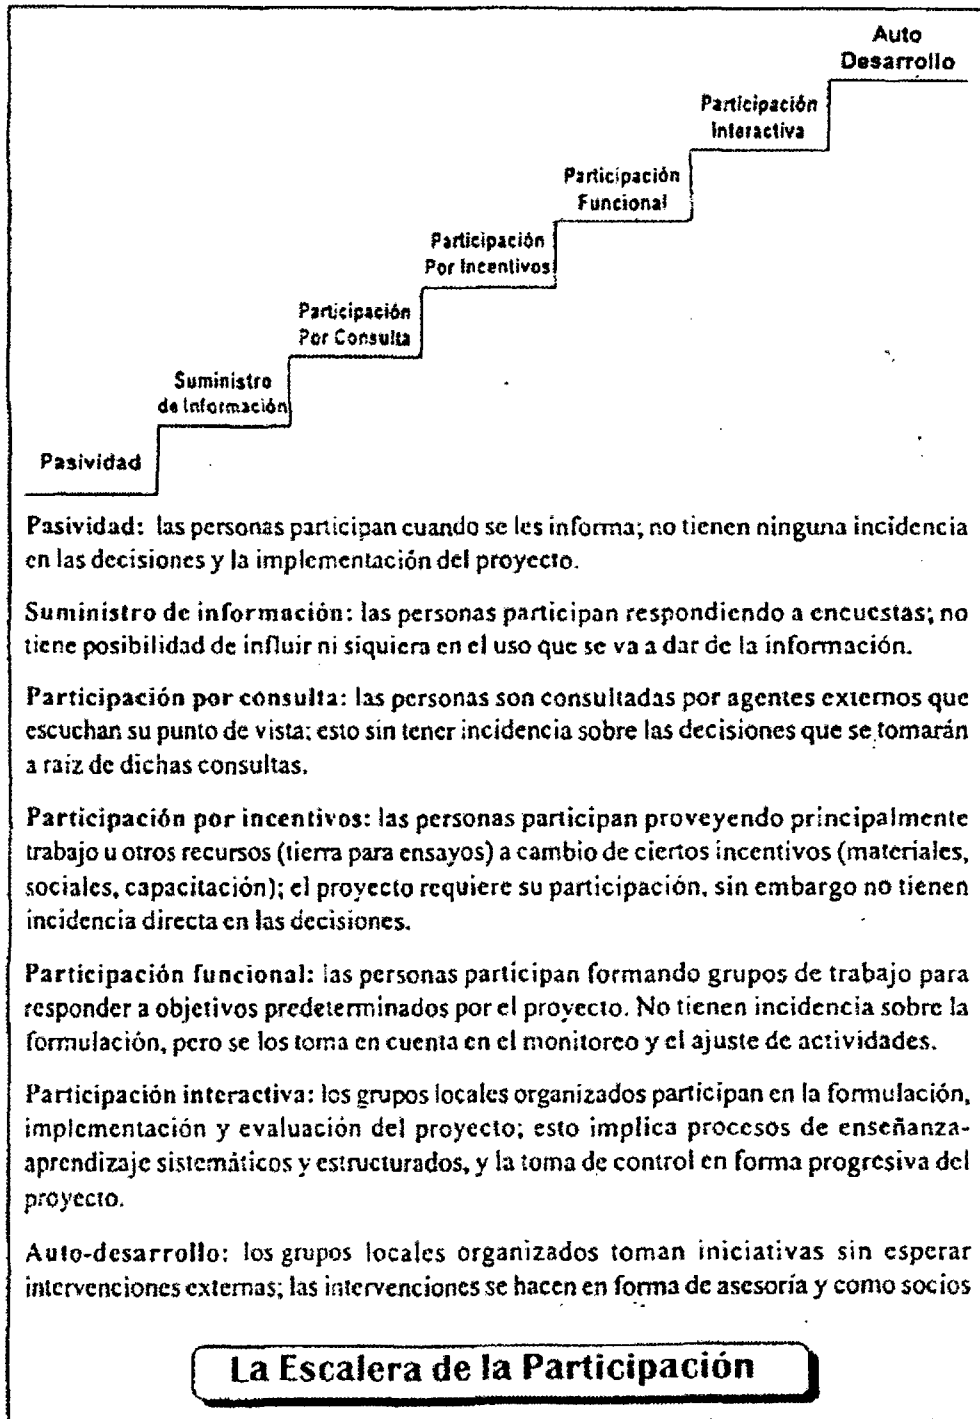 Auto
Desarrollo
Participación
Interactiva
Participación
Funcional
Participación
Por Incentivos
Participación
Por Consulta
Suministro
de Información
Pasividad
Pasividad: las personas participan cuando se les informa; no tienen ninguna incidencia
en las decisiones y la implementación del proyecto.
Suministro de información: las personas participan respondiendo a encuestas; no
tiene posibilidad de influir ni siquiera en el uso que se va a dar de la información.
Participación por consulta: las personas son consultadas por agentes externos que
escuchan su punto de vista; esto sin tener incidencia sobre las decisiones que se tomarán
a raiz de dichas consultas.
Participación por incentivos: las personas participan proveyendo principalmente
trabajo u otros recursos (tierra para ensayos) a cambio de ciertos incentivos (materiales,
sociales, capacitación); el proyecto requiere su participación, sin embargo no tienen
incidencia directa en las decisiones.
Participación funcional: las personas participan formando grupos de trabajo para
responder a objetivos predeterminados por el proyecto. No tienen incidencia sobre la
formulación, pero se los toma en cuenta en el monitoreo y el ajuste de actividades.
Participación interactiva: los grupos locales organizados participan en la formulación,
implementación y evaluación del proyecto; esto implica procesos de enseñanza-
aprendizaje sistemáticos y estructurados, y la toma de control en forma progresiva del
proyecto.
Auto-desarrollo: los grupos locales organizados toman iniciativas sin esperar
intervenciones externas; las intervenciones se hacen en forma de asesoría y como socios
La Escalera de la Participación